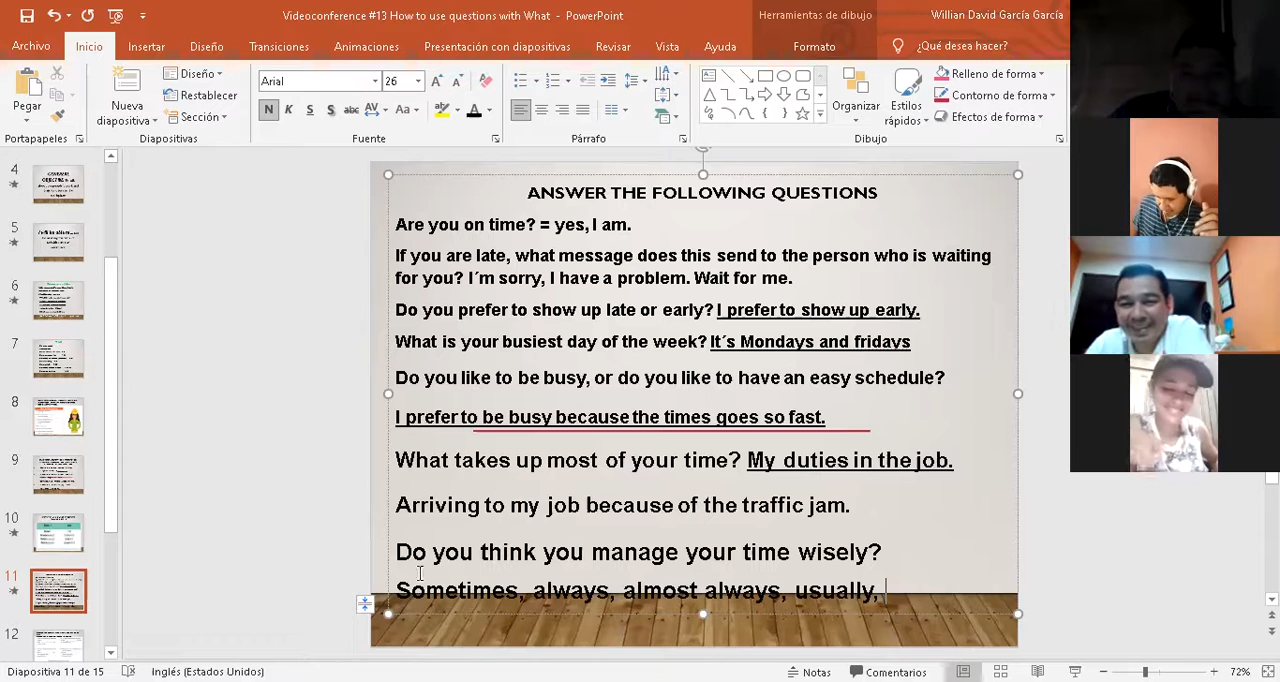 Videoconference #13 How to use questions with What - PowerPoint
Herramientas de dibujo
Willian David García García
Archivo Inicio Insertar Diseño Transiciones Animaciones Presentación con diapositivas Revisar Vista Ayuda Formato ¿Qué desea hacer?
Pegar
Nueva diapositiva
Diseño
Restablecer
Sección
Arial 26
N K S S abc AV Aa A
Organizar
Estilos rápidos
Relleno de forma
Contorno de forma
Efectos de forma
Portapapeles Diapositivas Fuente Párrafo Dibujo
4
5
6
7
8
9
10
11
12
ANSWER THE FOLLOWING QUESTIONS
Are you on time? = yes, I am.
If you are late, what message does this send to the person who is waiting
for you? I´m sorry, I have a problem. Wait for me.
Do you prefer to show up late or early? I prefer to show up early.
What is your busiest day of the week? It´s Mondays and fridays
Do you like to be busy, or do you like to have an easy schedule?
I prefer to be busy because the times goes so fast.
What takes up most of your time? My duties in the job.
Arriving to my job because of the traffic jam.
Do you think you manage your time wisely?
Sometimes, always, almost always, usually,
Diapositiva 11 de 15 Inglés (Estados Unidos) Notas Comentarios 72%